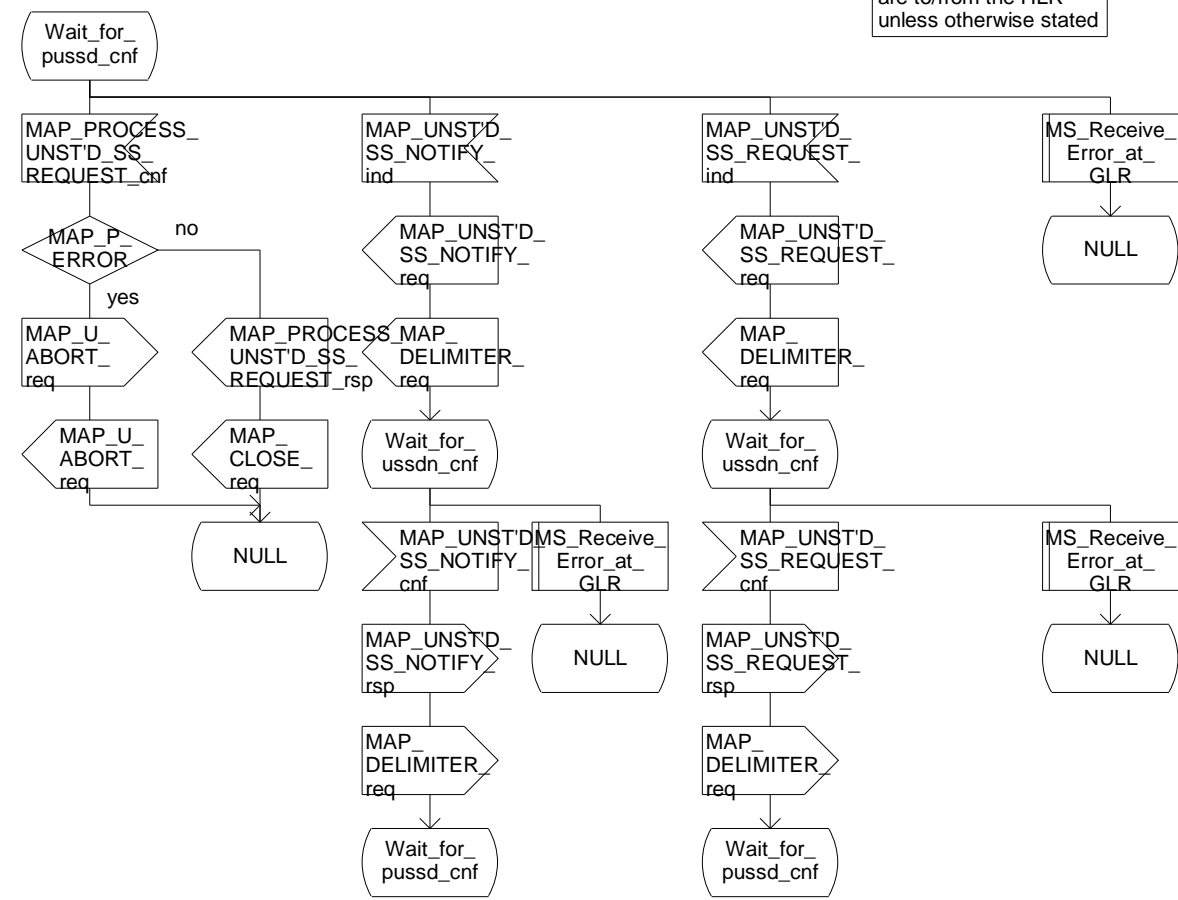 are to/from the HLR
unless otherwise stated
Wait_for_
pussd_cnf
MAP_PROCESS_
UNST'D_SS_
REQUEST_cnf
MAP_UNST'D_
SS_NOTIFY_
ind
MAP_UNST'D_
SS_REQUEST_
ind
MS_Receive_
Error_at_
GLR
MAP_P_
ERROR
no
yes
MAP_UNST'D_
SS_NOTIFY_
req
MAP_UNST'D_
SS_REQUEST_
req
NULL
MAP_U_
ABORT_
req
MAP_PROCESS_
UNST'D_SS_
REQUEST_rsp
MAP_
DELIMITER_
req
MAP_
DELIMITER_
req
MAP_U_
ABORT_
req
MAP_
CLOSE_
req
Wait_for_
ussdn_cnf
Wait_for_
ussdn_cnf
NULL
MAP_UNST'D_
SS_NOTIFY_
cnf
MS_Receive_
Error_at_
GLR
MAP_UNST'D_
SS_REQUEST_
cnf
MS_Receive_
Error_at_
GLR
MAP_UNST'D_
SS_NOTIFY_
rsp
NULL
MAP_UNST'D_
SS_REQUEST_
rsp
NULL
MAP_
DELIMITER_
req
MAP_
DELIMITER_
req
Wait_for_
pussd_cnf
Wait_for_
pussd_cnf